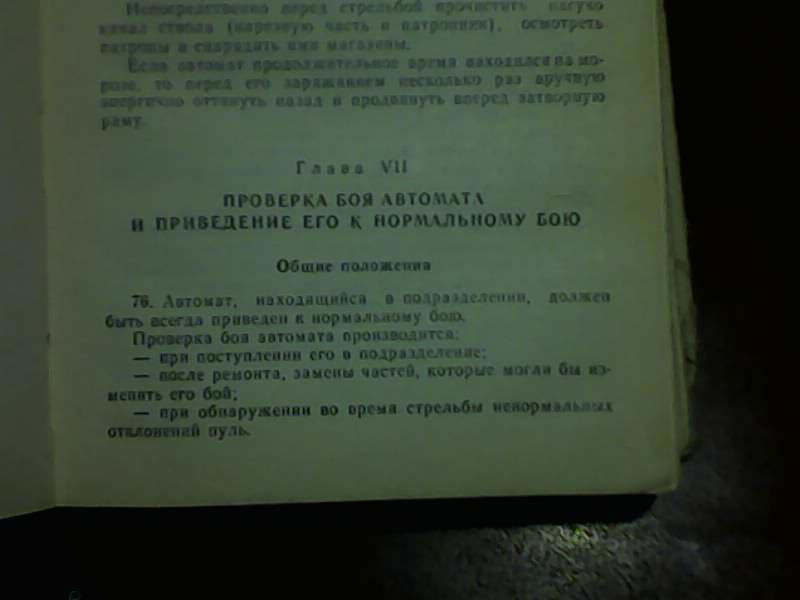 Непосредственно перед стрельбой прочистить насухо
канал ствола (нарезную часть и патронник), осмотреть
патроны и снарядить ими магазины.
Если автомат продолжительное время находился на мо-
розе, то перед его заряжанием несколько раз вручную
энергично оттянуть назад и продвинуть вперед затворную
раму.
Глава VII
ПРОВЕРКА БОЯ АВТОМАТА
И ПРИВЕДЕНИЕ ЕГО К НОРМАЛЬНОМУ БОЮ
Общие положения
76. Автомат, находящийся в подразделении, должен
быть всегда приведен к нормальному бою.
Проверка боя автомата производится:
— при поступлении его в подразделение;
— после ремонта, замены частей, которые могли бы из-
менить его бой;
— при обнаружении во время стрельбы ненормальных
отклонений пуль.